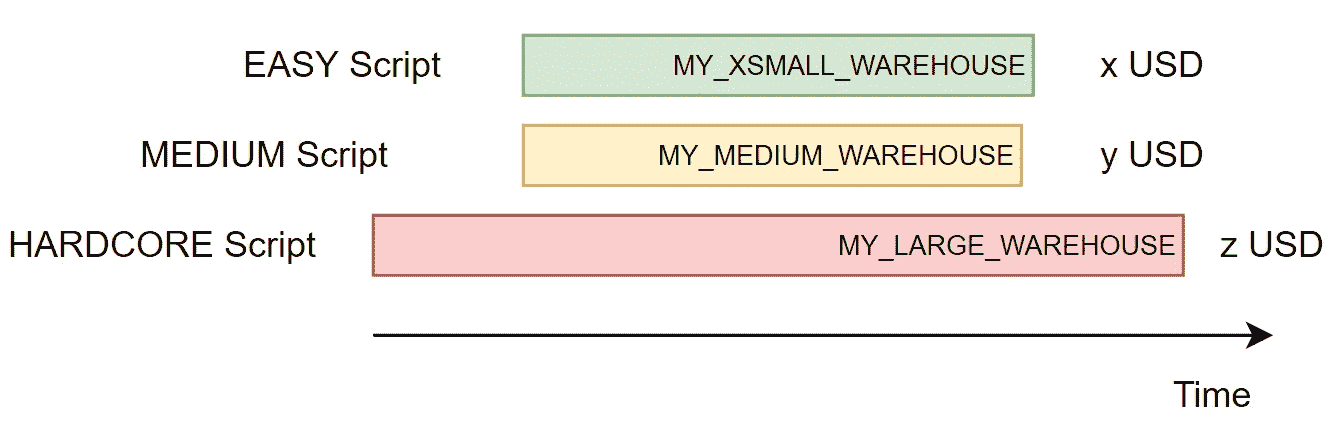 EASY Script MY_XSMALL_WAREHOUSE x USD
MEDIUM Script MY_MEDIUM_WAREHOUSE y USD
HARDCORE Script MY_LARGE_WAREHOUSE z USD
Time